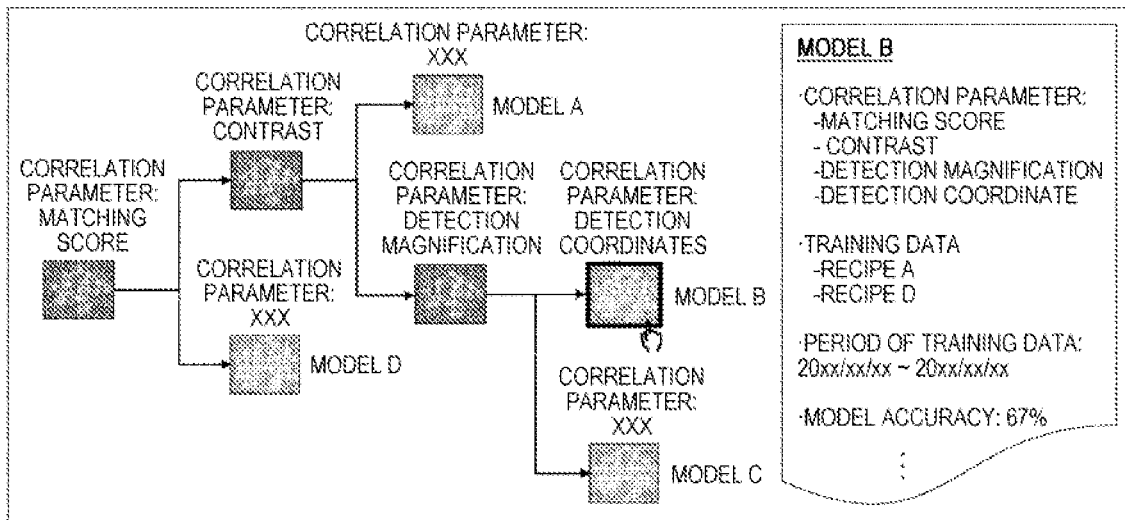 CORRELATION PARAMETER:
XXX
MODEL A
CORRELATION
PARAMETER:
CONTRAST
CORRELATION
PARAMETER:
MATCHING
SCORE
CORRELATION
PARAMETER:
DETECTION
MAGNIFICATION
CORRELATION
PARAMETER:
DETECTION
COORDINATES
MODEL B
CORRELATION
PARAMETER:
XXX
MODEL D
CORRELATION
PARAMETER:
XXX
MODEL C
MODEL B
·CORRELATION PARAMETER:
-MATCHING SCORE
- CONTRAST
-DETECTION MAGNIFICATION
-DETECTION COORDINATE
·TRAINING DATA
-RECIPE A
-RECIPE D
·PERIOD OF TRAINING DATA:
20xx/xx/xx ~ 20xx/xx/xx
·MODEL ACCURACY: 67%